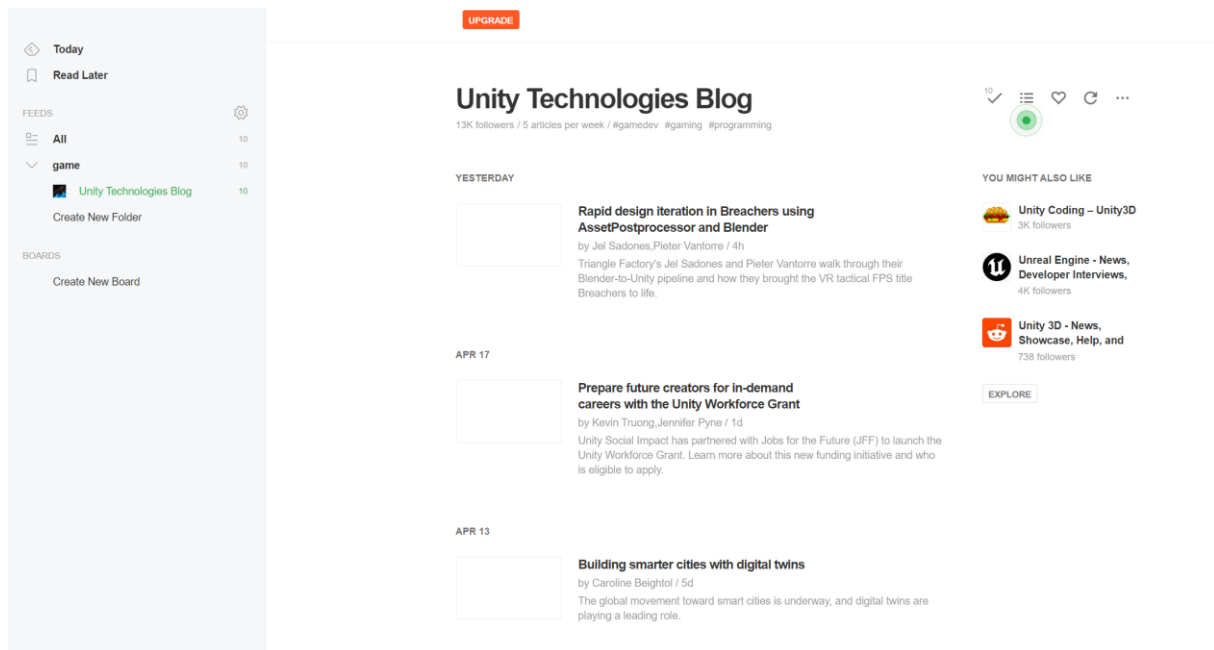 UPGRADE
Today
Read Later
FEEDS
All 10
game 10
Unity Technologies Blog 10
Create New Folder
BOARDS
Create New Board
Unity Technologies Blog
13K followers / 5 articles per week / #gamedev #gaming #programming
10
YESTERDAY
Rapid design iteration in Breachers using
AssetPostprocessor and Blender
by Jel Sadones,Pieter Vantorre / 4h
Triangle Factory's Jel Sadones and Pieter Vantorre walk through their
Blender-to-Unity pipeline and how they brought the VR tactical FPS title
Breachers to life.
APR 17
Prepare future creators for in-demand
careers with the Unity Workforce Grant
by Kevin Truong,Jennifer Pyne / 1d
Unity Social Impact has partnered with Jobs for the Future (JFF) to launch the
Unity Workforce Grant. Learn more about this new funding initiative and who
is eligible to apply.
APR 13
Building smarter cities with digital twins
by Caroline Beightol / 5d
The global movement toward smart cities is underway, and digital twins are
playing a leading role.
YOU MIGHT ALSO LIKE
Unity Coding – Unity3D
3K followers
Unreal Engine - News,
Developer Interviews,
4K followers
Unity 3D - News,
Showcase, Help, and
738 followers
EXPLORE